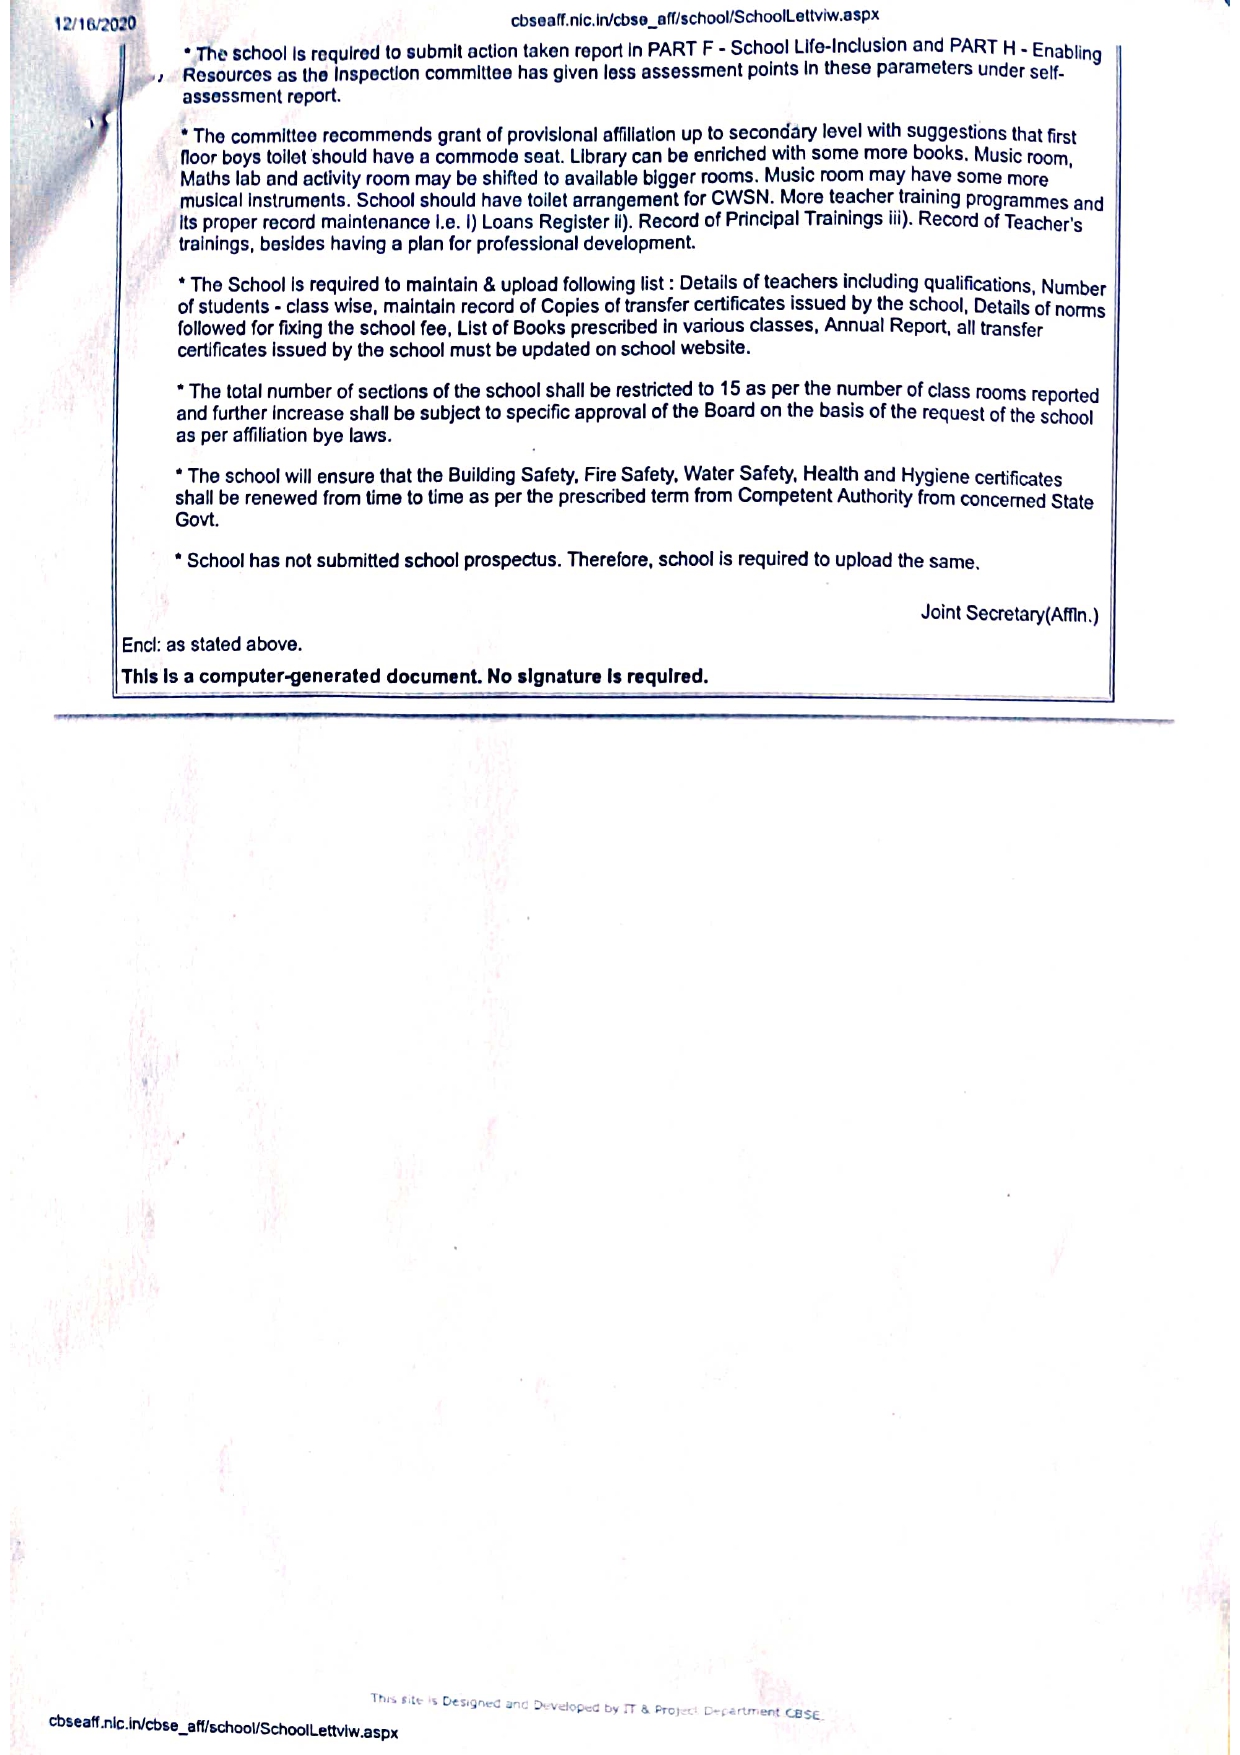 12/16/2020
cbseaff.nic.in/cbse_aff/school/SchoolLettviw.aspx
* The school is required to submit action taken report in PART F - School Life-Inclusion and PART H - Enabling
Resources as the Inspection committee has given less assessment points in these parameters under self-
assessment report.
* The committee recommends grant of provisional affiliation up to secondary level with suggestions that first
floor boys toilet should have a commode seat. Library can be enriched with some more books. Music room,
Maths lab and activity room may be shifted to available bigger rooms. Music room may have some more
musical instruments. School should have toilet arrangement for CWSN. More teacher training programmes and
its proper record maintenance i.e. i) Loans Register ii). Record of Principal Trainings iii). Record of Teacher's
trainings, besides having a plan for professional development.
* The School is required to maintain & upload following list : Details of teachers including qualifications, Number
of students - class wise, maintain record of Copies of transfer certificates issued by the school, Details of norms
followed for fixing the school fee, List of Books prescribed in various classes, Annual Report, all transfer
certificates issued by the school must be updated on school website.
* The total number of sections of the school shall be restricted to 15 as per the number of class rooms reported
and further increase shall be subject to specific approval of the Board on the basis of the request of the school
as per affiliation bye laws.
* The school will ensure that the Building Safety, Fire Safety, Water Safety, Health and Hygiene certificates
shall be renewed from time to time as per the prescribed term from Competent Authority from concerned State
Govt.
* School has not submitted school prospectus. Therefore, school is required to upload the same.
Joint Secretary(Affln.)
Encl: as stated above.
This is a computer-generated document. No signature is required.
This site is Designed and Developed by IT & Project Department CBSE.
cbseaff.nic.in/cbse_aff/school/SchoolLettviw.aspx